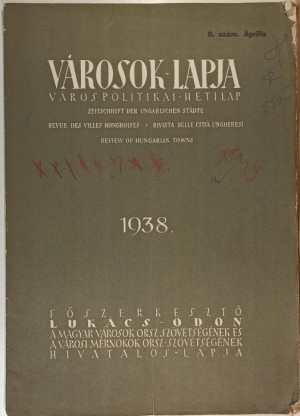 8. szám. Április
VÁROSOK-LAPJA
VÁROSPOLITIKAI-HETILAP
ZEITSCHRIFT DER UNGARISCHEN STÄDTE
REVUE DES VILLES HONGROISES • RIVISTA DELLE CITTÀ UNGHERESI
REVIEW OF HUNGARIAN TOWNS
1938.
FŐSZERKESZTŐ
LUKÁCS-ÖDÖN
A MAGYAR VÁROSOK ORSZ. SZÖVETSÉGÉNEK ÉS
A VÁROSI MÉRNÖKÖK ORSZ. SZÖVETSÉGÉNEK
HIVATALOS-LAPJA